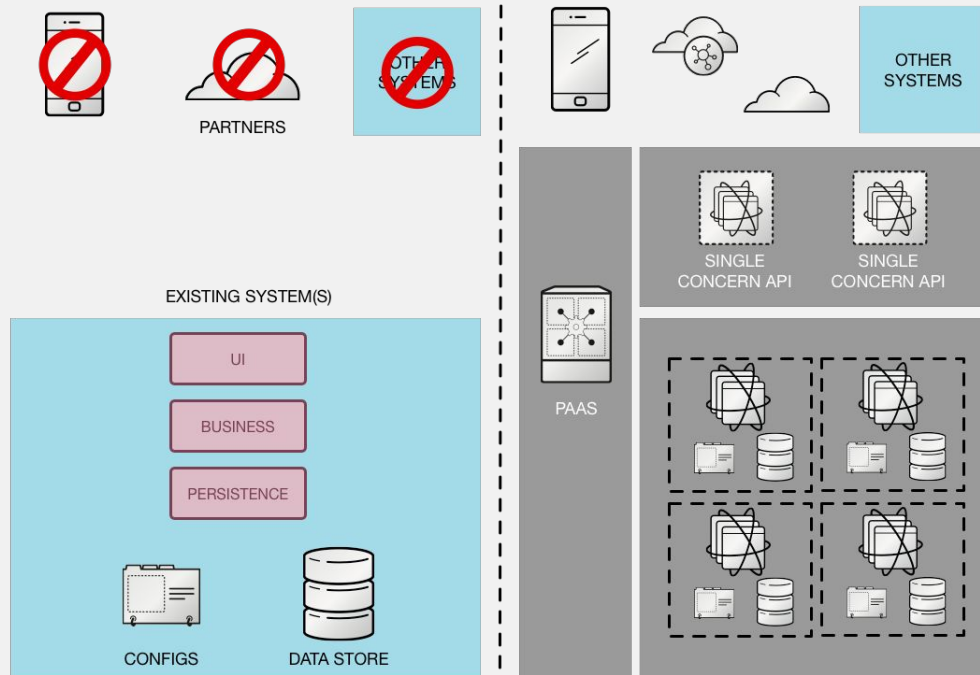 OTHER
SYSTEMS
PARTNERS
EXISTING SYSTEM(S)
UI
BUSINESS
PERSISTENCE
CONFIGS
DATA STORE
OTHER
SYSTEMS
SINGLE
CONCERN API
SINGLE
CONCERN API
PAAS